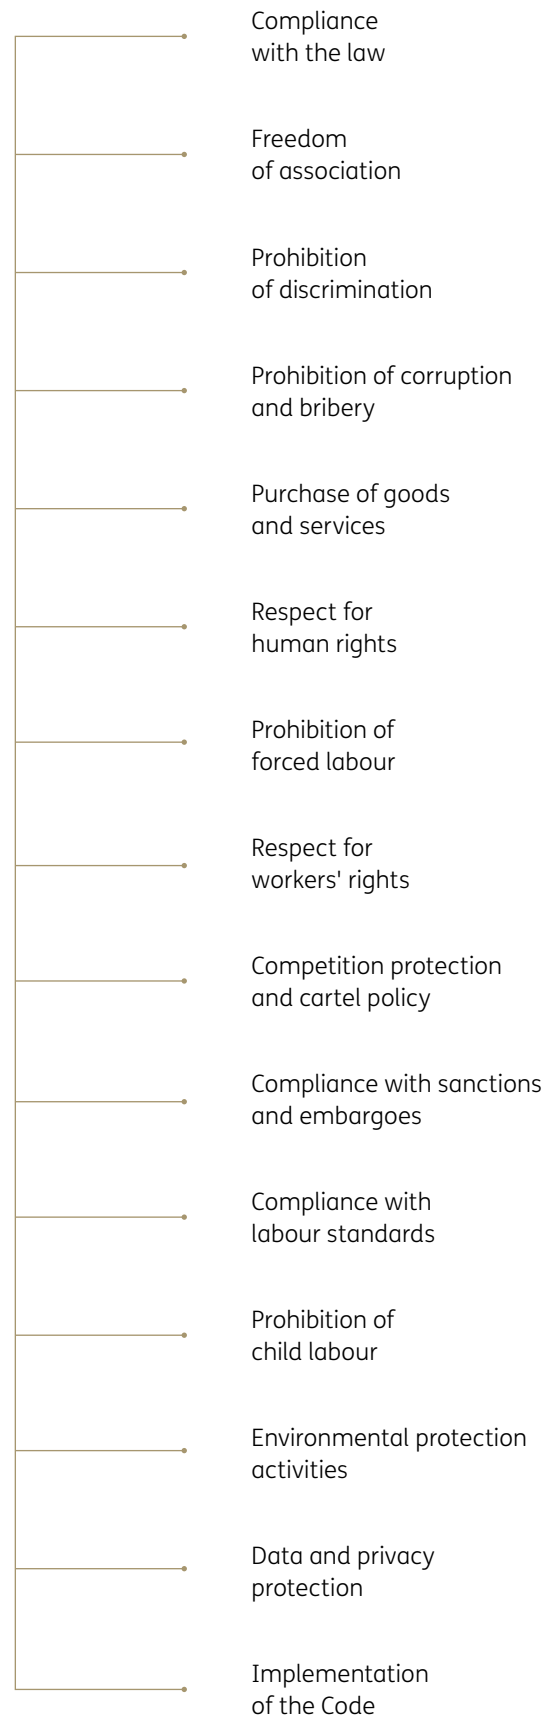 Compliance
with the law
Freedom
of association
Prohibition
of discrimination
Prohibition of corruption
and bribery
Purchase of goods
and services
Respect for
human rights
Prohibition of
forced labour
Respect for
workers' rights
Competition protection
and cartel policy
Compliance with sanctions
and embargoes
Compliance with
labour standards
Prohibition of
child labour
Environmental protection
activities
Data and privacy
protection
Implementation
of the Code